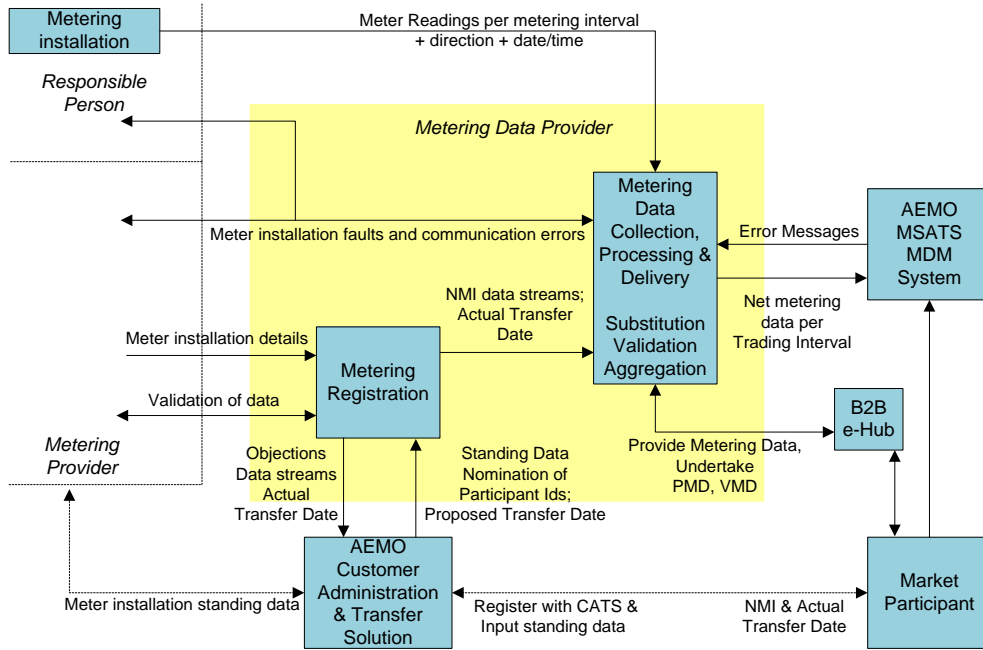 Metering
installation
Meter Readings per metering interval
+ direction + date/time
Responsible
Person
Metering Data Provider
Metering
Data
Collection,
Processing &
Delivery
Substitution
Validation
Aggregation
AEMO
MSATS
MDM
System
Error Messages
Meter installation faults and communication errors
Net metering
data per
Trading Interval
NMI data streams;
Actual Transfer
Date
Meter installation details
Metering
Registration
Validation of data
B2B
e-Hub
Metering
Provider
Objections
Data streams
Actual
Transfer Date
Standing Data
Nomination of
Participant Ids;
Proposed Transfer Date
Provide Metering Data,
Undertake
PMD, VMD
AEMO
Customer
Administration
& Transfer
Solution
Market
Participant
Meter installation standing data
Register with CATS &
Input standing data
NMI & Actual
Transfer Date